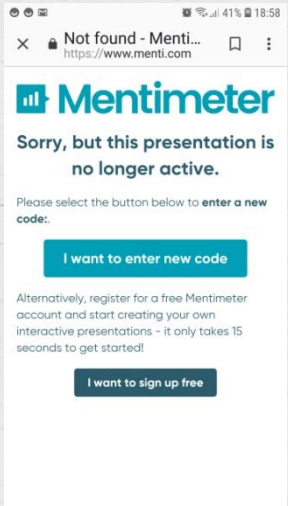 41% 18:58
Not found - Menti...
https://www.menti.com
Mentimeter
Sorry, but this presentation is
no longer active.
Please select the button below to enter a new
code:.
I want to enter new code
Alternatively, register for a free Mentimeter
account and start creating your own
interactive presentations - it only takes 15
seconds to get started!
I want to sign up free